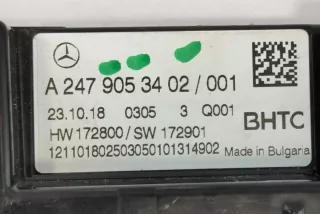 A 247 905 34 02 / 001
23.10.18 0305 3 Q001
HW 172800 / SW 172901
BHTC
121101802503050101314902 Made in Bulgaria